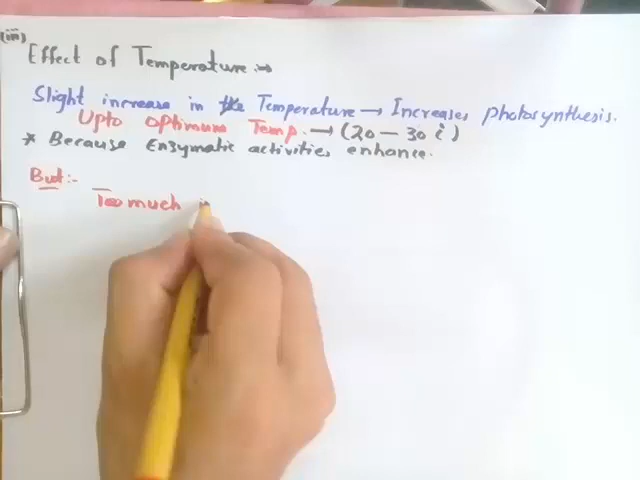 (iii)
Effect of Temperature :→
Slight increase in the Temperature → Increases photosynthesis.
Upto optimum Temp. → (20 - 30 c̊)
* Because Enzymatic activities enhance.
But:-
Too much